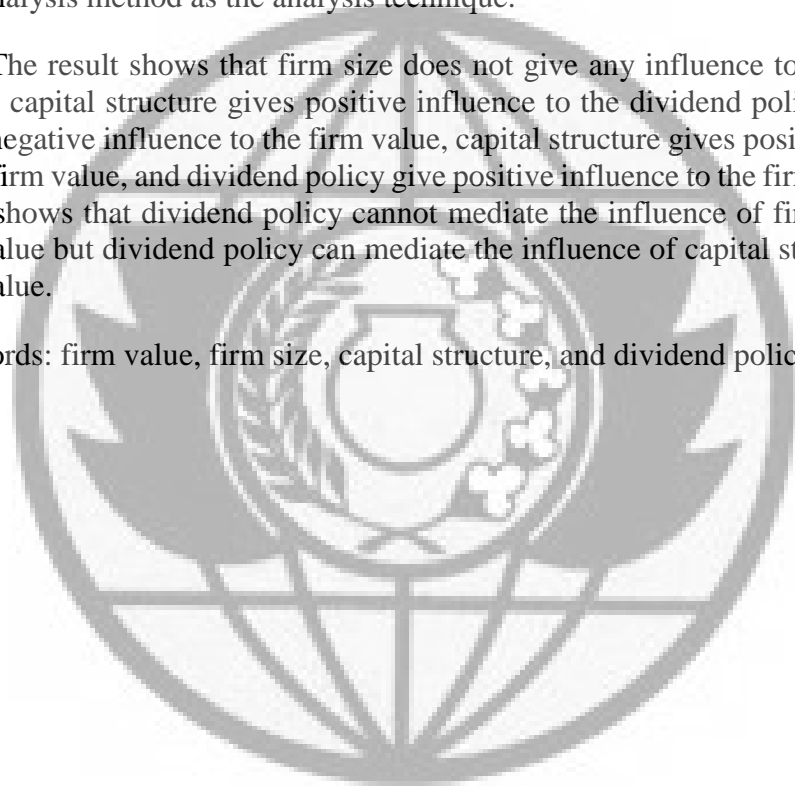 nalysis method as the analysis technique.
The result shows that firm size does not give any influence to
capital structure gives positive influence to the dividend poli
negative influence to the firm value, capital structure gives posi
firm value, and dividend policy give positive influence to the fir
shows that dividend policy cannot mediate the influence of fir
alue but dividend policy can mediate the influence of capital st
alue.
ords: firm value, firm size, capital structure, and dividend polic